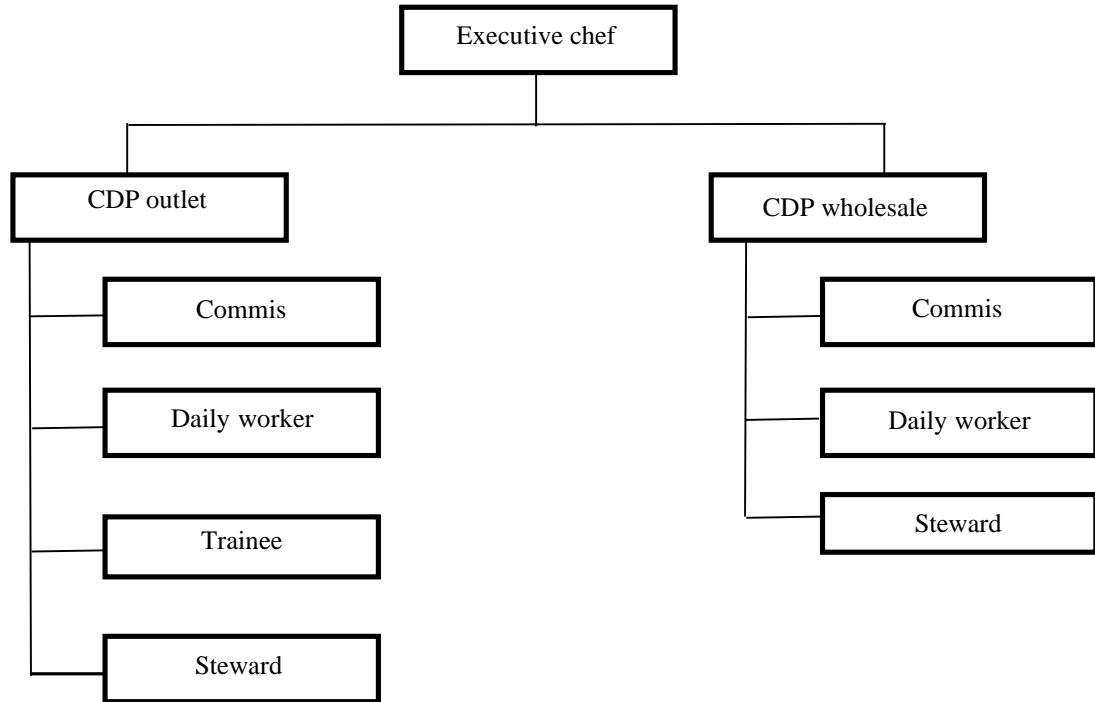 Executive chef
CDP outlet
CDP wholesale
Commis
Commis
Daily worker
Daily worker
Trainee
Steward
Steward